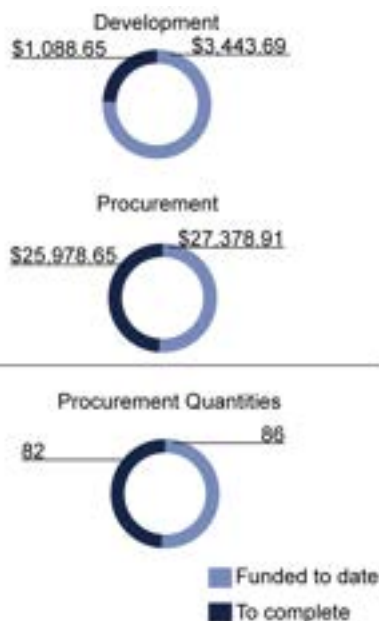 Development
$1,088.65 $3,443.69
Procurement
$27,378.91
$25,978.65
Procurement Quantities
86
82
Funded to date
To complete